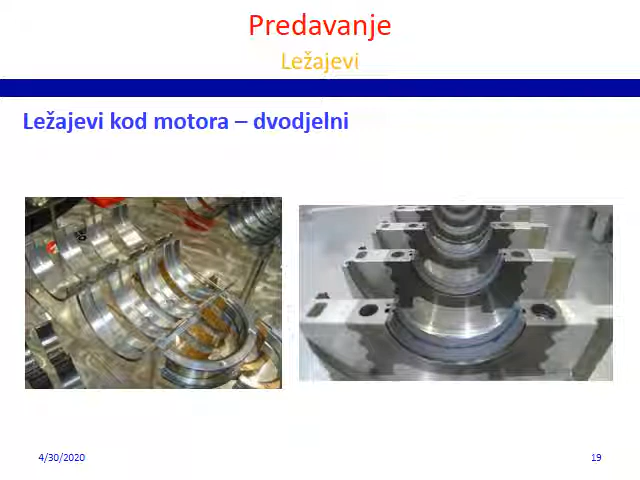 Predavanje
Ležajevi
Ležajevi kod motora – dvodjelni
4/30/2020
19